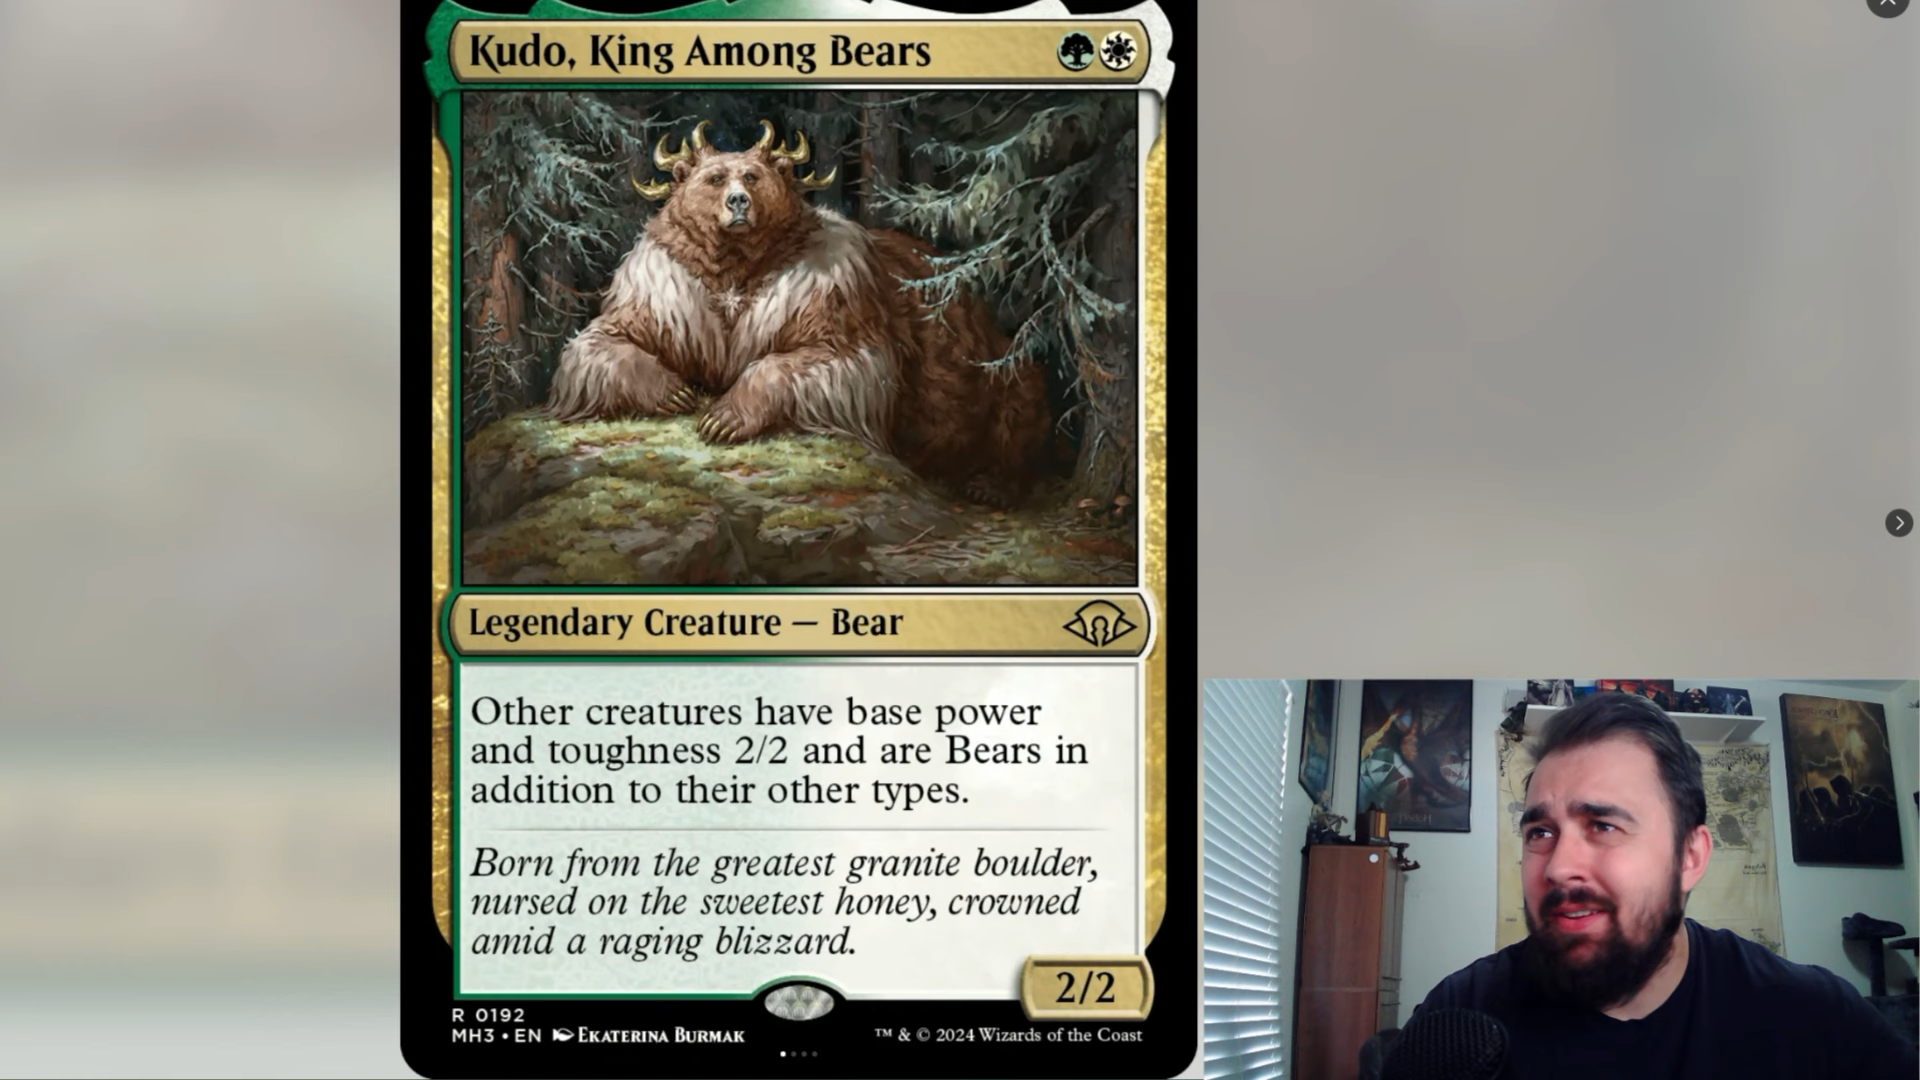 Kudo, King Among Bears
Legendary Creature — Bear
Other creatures have base power
and toughness 2/2 and are Bears in
addition to their other types.
Born from the greatest granite boulder,
nursed on the sweetest honey, crowned
amid a raging blizzard.
2/2
R 0192
MH3 • EN EKATERINA BURMAK
™ & © 2024 Wizards of the Coast